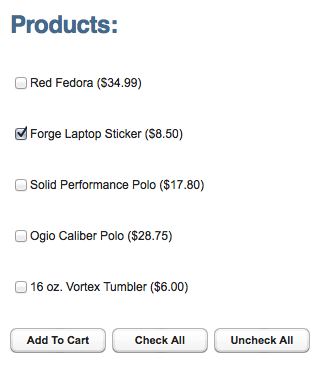 Products:
Red Fedora ($34.99)
Forge Laptop Sticker ($8.50)
Solid Performance Polo ($17.80)
Ogio Caliber Polo ($28.75)
16 oz. Vortex Tumbler ($6.00)
Add To Cart Check All Uncheck All